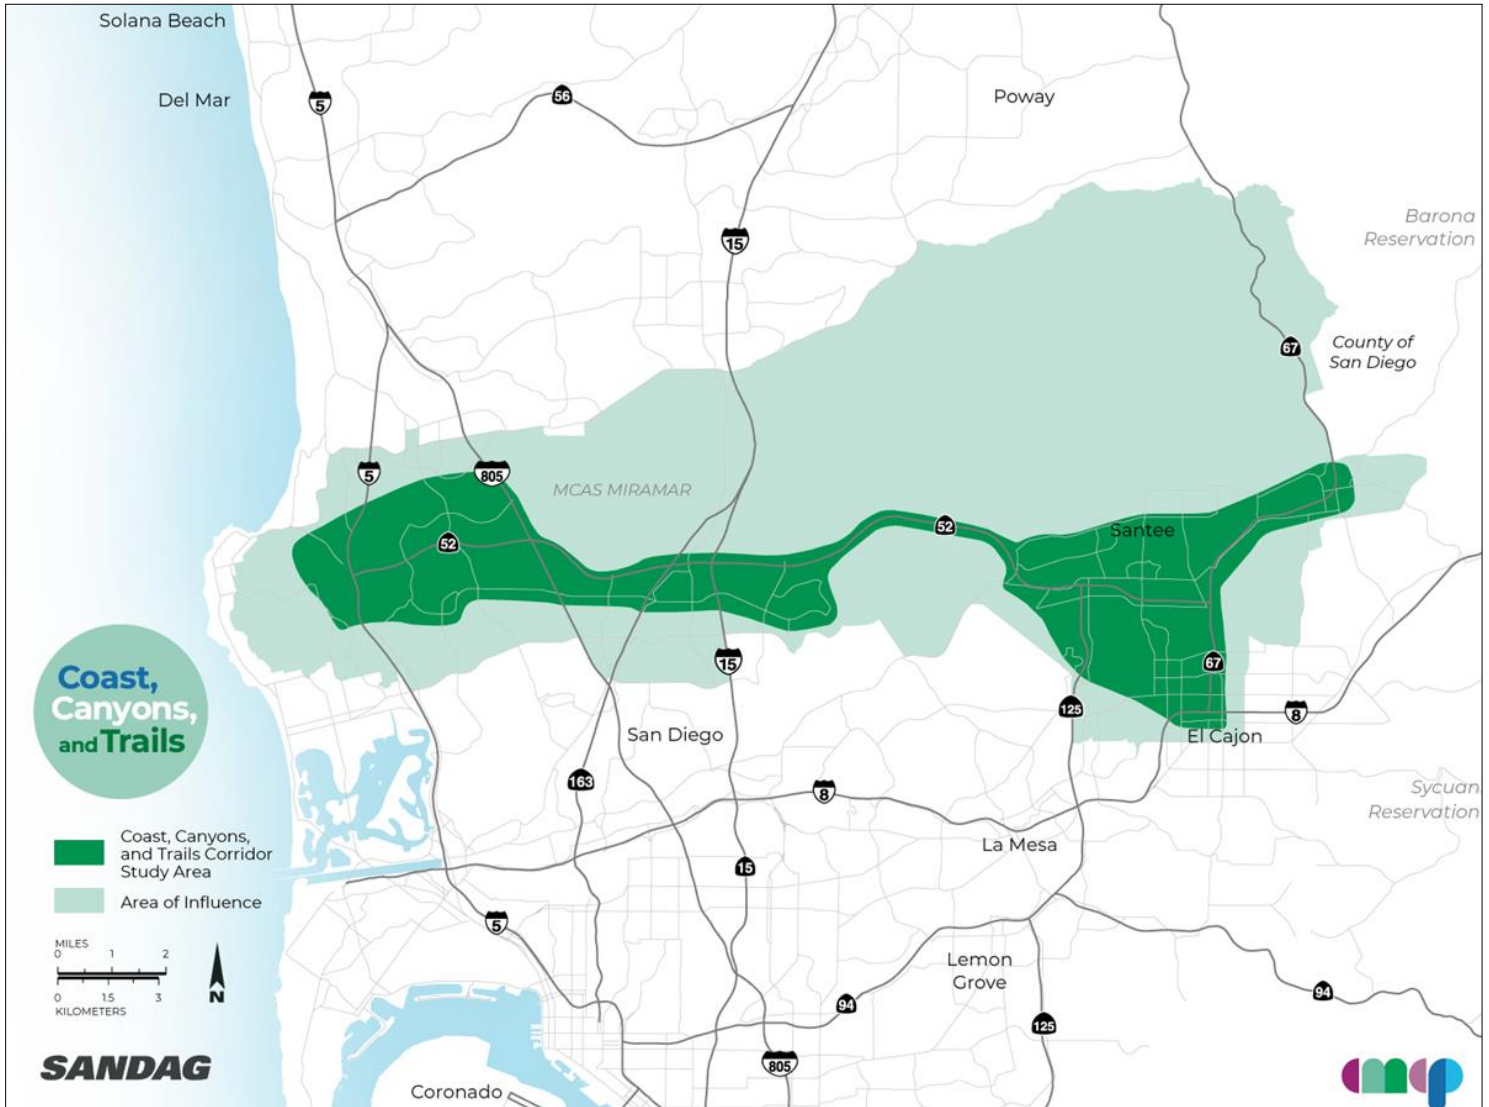 Solana Beach
Del Mar
5
56
Poway
15
Barona
Reservation
67
County of
San Diego
5
805
MCAS MIRAMAR
52
52
Santee
Coast,
Canyons,
and Trails
15
67
125
8
San Diego
El Cajon
163
8
Sycuan
Reservation
Coast, Canyons,
and Trails Corridor
Study Area
Area of Influence
La Mesa
15
5
MILES
0 1 2
0 1.5 3
KILOMETERS
N
Lemon
Grove
94
94
125
SANDAG
805
Coronado
cmcp